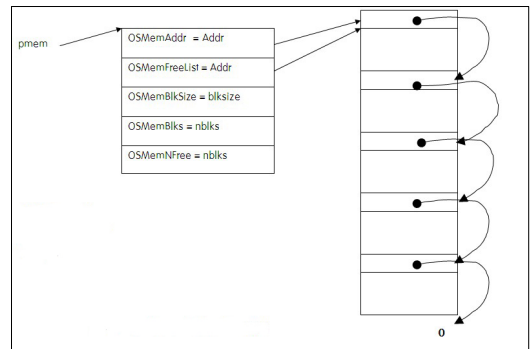 pmem
OSMemAddr = Addr
OSMemFreeList = Addr
OSMemBlkSize = blksize
OSMemBlks = nblks
OSMemNFree = nblks
0